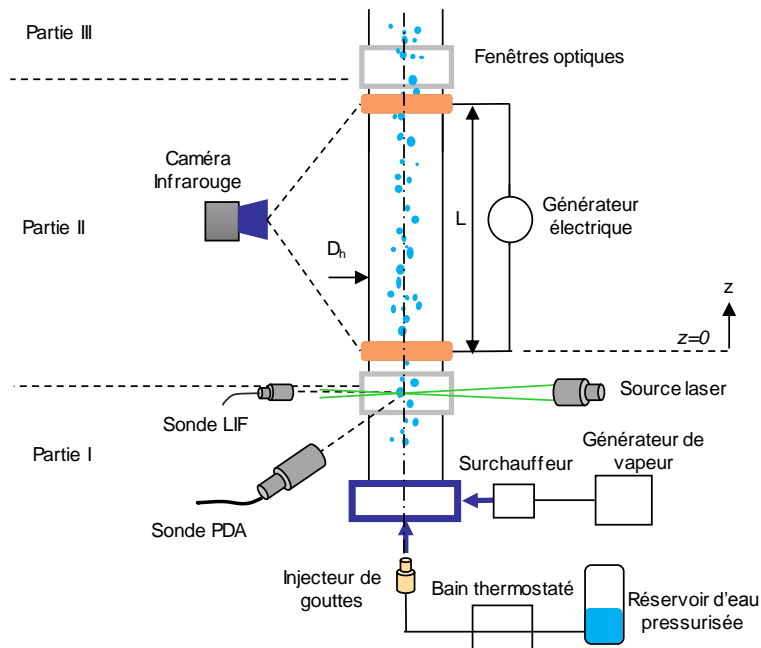 Partie III
Fenêtres optiques
Caméra
Infrarouge
Partie II
L
Générateur
électrique
Dh
z
z=0
Source laser
Sonde LIF
Partie I
Générateur de
vapeur
Surchauffeur
Sonde PDA
Injecteur de
gouttes
Bain thermostaté
Réservoir d'eau
pressurisée